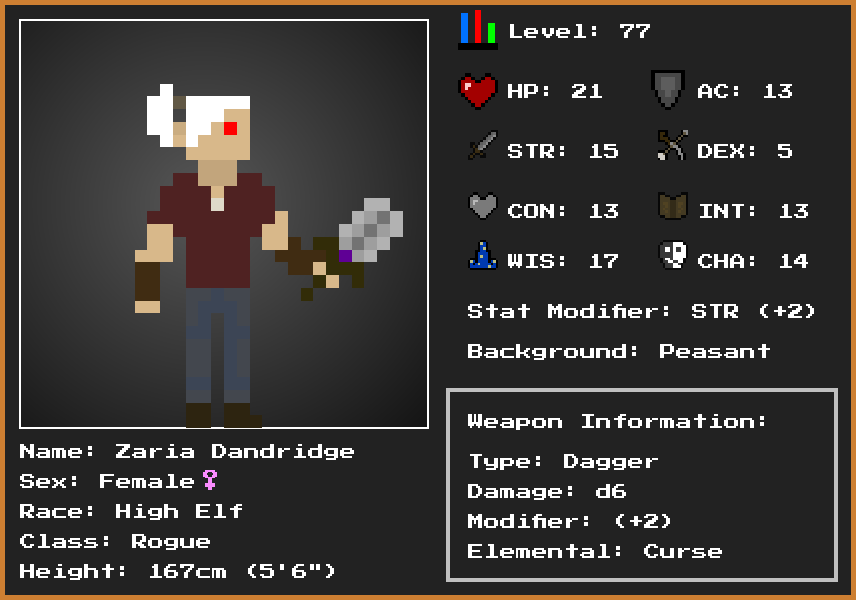 Level: 77
HP: 21
AC: 13
STR: 15
DEX: 5
CON: 13
INT: 13
WIS: 17
CHA: 14
Stat Modifier: STR (+2)
Background: Peasant
Weapon Information:
Type: Dagger
Damage: d6
Modifier: (+2)
Elemental: Curse
Name: Zaria Dandridge
Sex: Female♀
Race: High Elf
Class: Rogue
Height: 167cm (5'6")